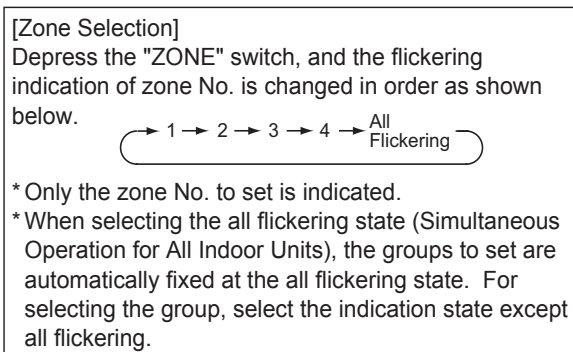 [Zone Selection]
Depress the "ZONE" switch, and the flickering
indication of zone No. is changed in order as shown
below.
1 → 2 → 3 → 4 → All
Flickering
* Only the zone No. to set is indicated.
* When selecting the all flickering state (Simultaneous
Operation for All Indoor Units), the groups to set are
automatically fixed at the all flickering state.  For
selecting the group, select the indication state except
all flickering.